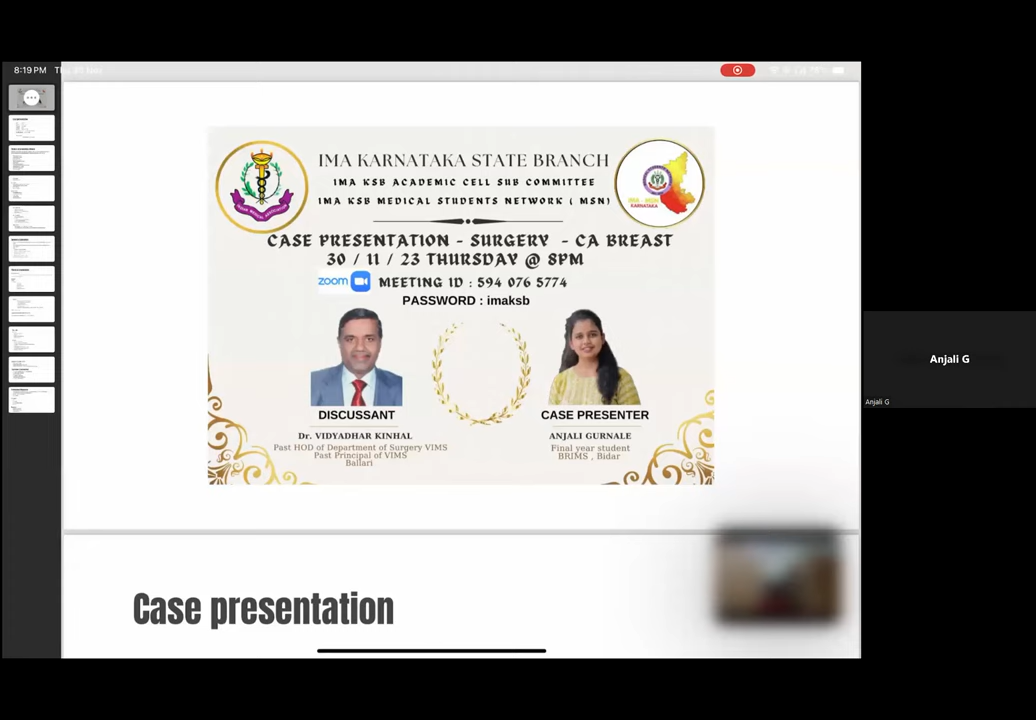 8:19 PM
IMA KARNATAKA STATE BRANCH
IMA KSB ACADEMIC CELL SUB COMMITTEE
IMA KSB MEDICAL STUDENTS NETWORK ( MSN)
CASE PRESENTATION - SURGERY - CA BREAST
30 / 11 / 23 THURSDAY @ 8PM
zoom MEETING ID : 594 076 5774
PASSWORD : imaksb
DISCUSSANT
Dr. VIDYADHAR KINHAL
Past HOD of Department of Surgery VIMS
Past Principal of VIMS
Ballari
CASE PRESENTER
ANJALI GURNALE
Final year student
BRIMS , Bidar
Case presentation
Anjali G
Anjali G